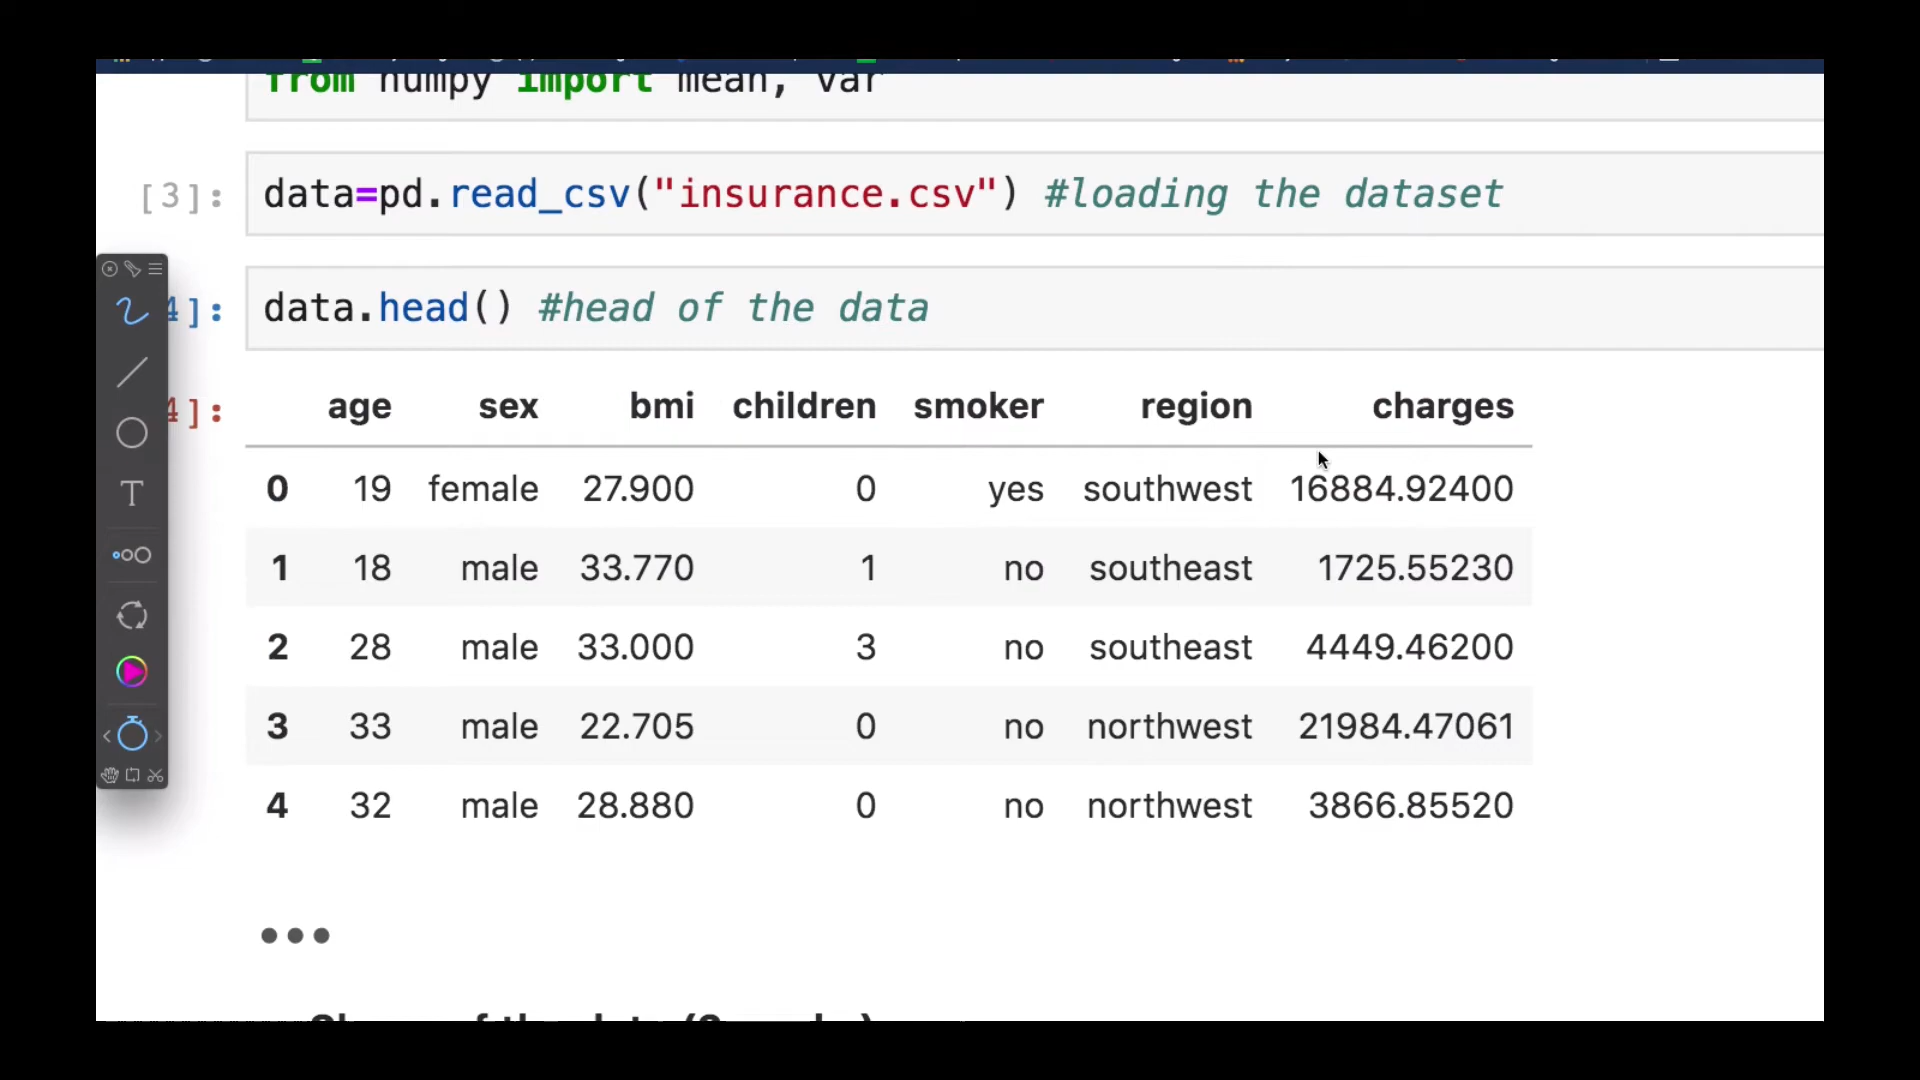 from numpy import mean, var
[3]: data=pd.read_csv("insurance.csv") #loading the dataset
4]: data.head() #head of the data
4]: age sex bmi children smoker region charges
0 19 female 27.900 0 yes southwest 16884.92400
1 18 male 33.770 1 no southeast 1725.55230
2 28 male 33.000 3 no southeast 4449.46200
3 33 male 22.705 0 no northwest 21984.47061
4 32 male 28.880 0 no northwest 3866.85520
T